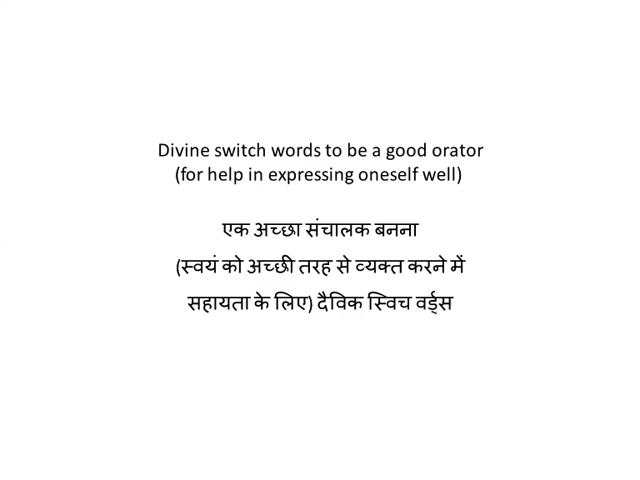 Divine switch words to be a good orator
(for help in expressing oneself well)
एक अच्छा संचालक बनना
(स्वयं को अच्छी तरह से व्यक्त करने में
सहायता के लिए) दैविक स्विच वर्ड्स